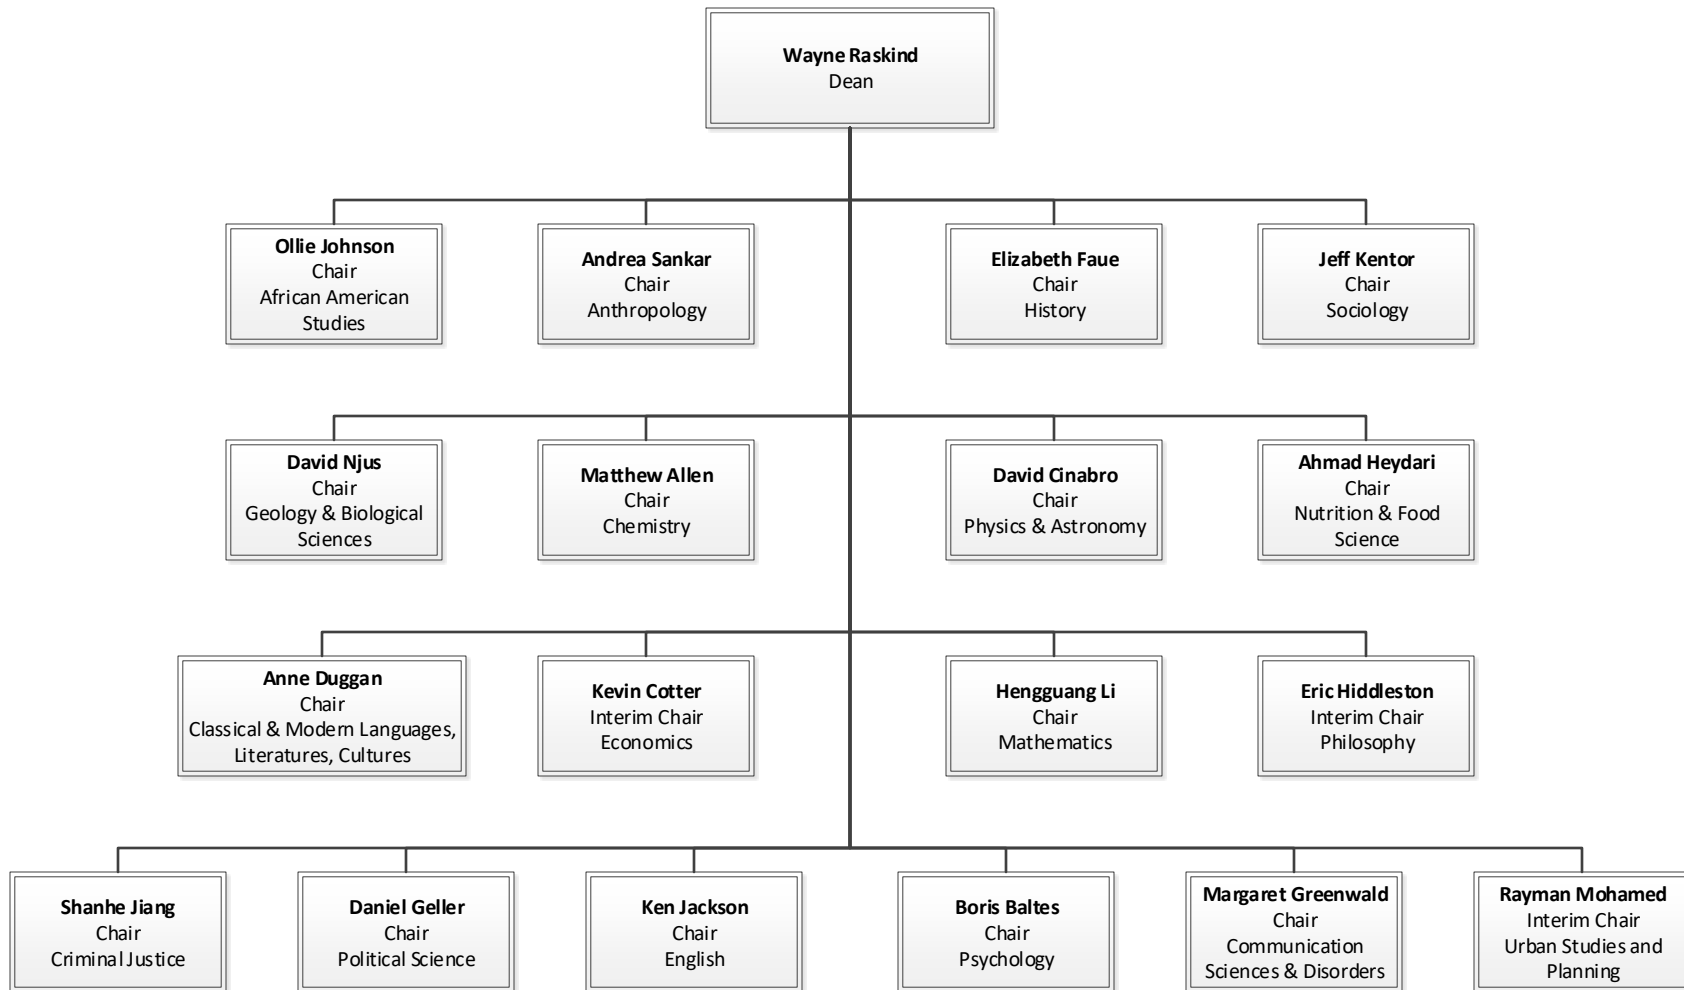 Wayne Raskind
Dean
Ollie Johnson
Chair
African American
Studies
Andrea Sankar
Chair
Anthropology
Elizabeth Faue
Chair
History
Jeff Kentor
Chair
Sociology
David Njus
Chair
Geology & Biological
Sciences
Matthew Allen
Chair
Chemistry
David Cinabro
Chair
Physics & Astronomy
Ahmad Heydari
Chair
Nutrition & Food
Science
Anne Duggan
Chair
Classical & Modern Languages,
Literatures, Cultures
Kevin Cotter
Interim Chair
Economics
Hengguang Li
Chair
Mathematics
Eric Hiddleston
Interim Chair
Philosophy
Shanhe Jiang
Chair
Criminal Justice
Daniel Geller
Chair
Political Science
Ken Jackson
Chair
English
Boris Baltes
Chair
Psychology
Margaret Greenwald
Chair
Communication
Sciences & Disorders
Rayman Mohamed
Interim Chair
Urban Studies and
Planning